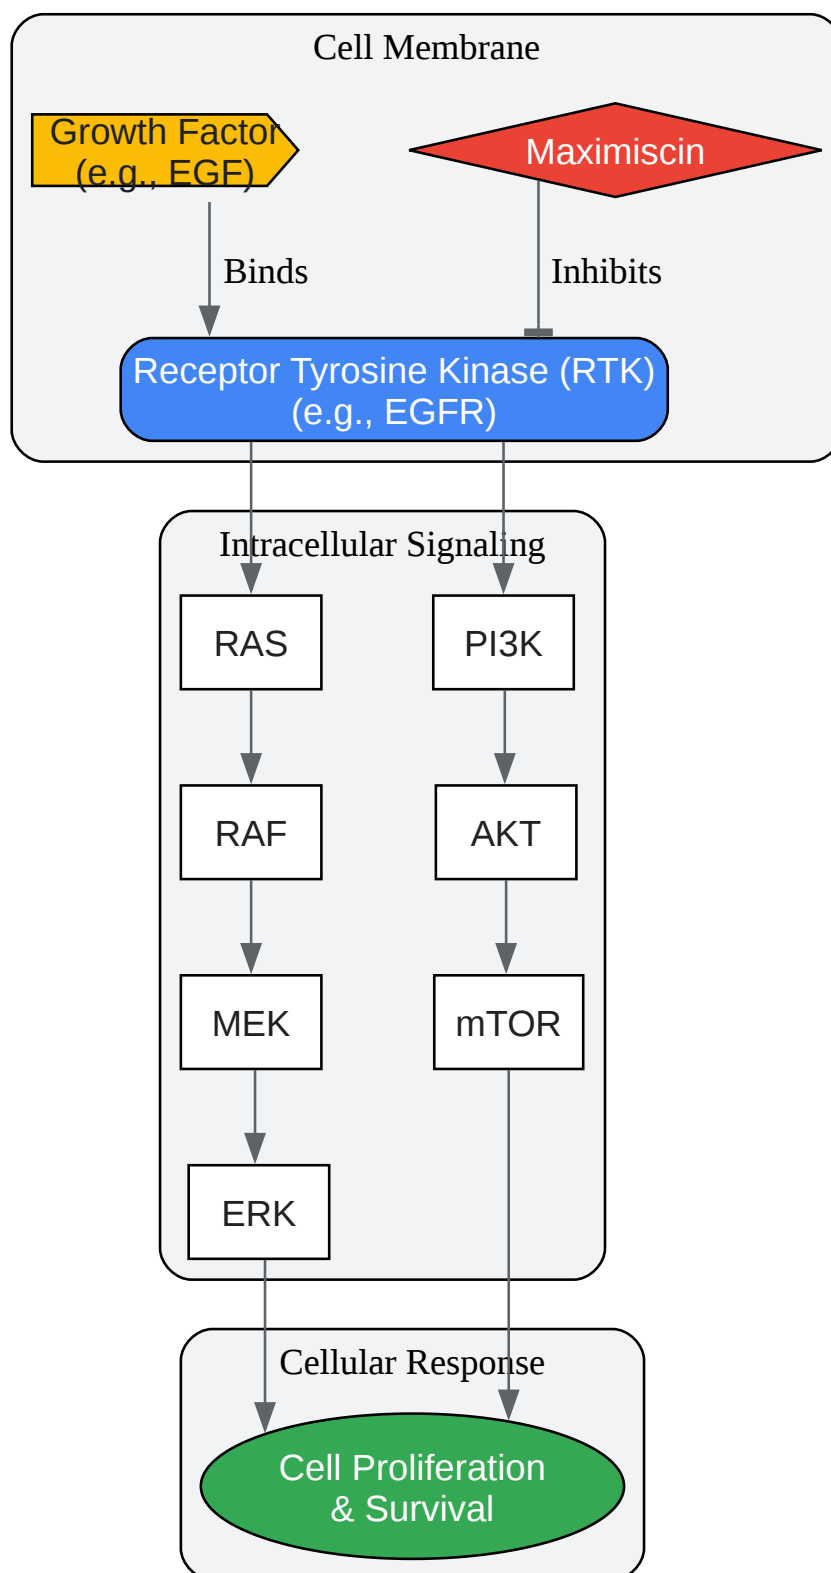 Cell Membrane
Growth Factor
(e.g., EGF)
Maximiscin
Binds
Inhibits
Receptor Tyrosine Kinase (RTK)
(e.g., EGFR)
Intracellular Signaling
RAS
PI3K
RAF
AKT
MEK
mTOR
ERK
Cellular Response
Cell Proliferation
& Survival